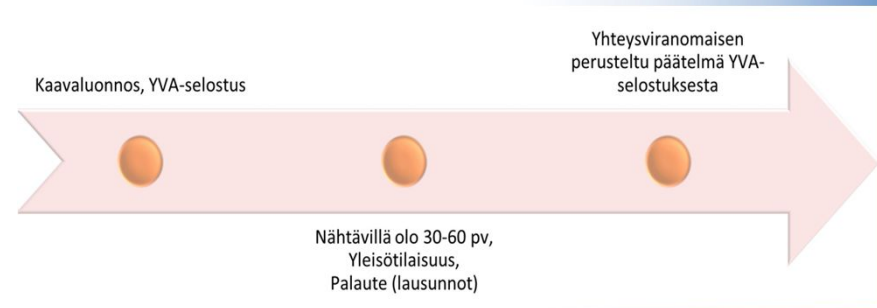 Kaavaluonnos, YVA-selostus
Nähtävillä olo 30-60 pv,
Yleisötilaisuus,
Palaute (lausunnot)
Yhteysviranomaisen
perusteltu päätelmä YVA-
selostuksesta